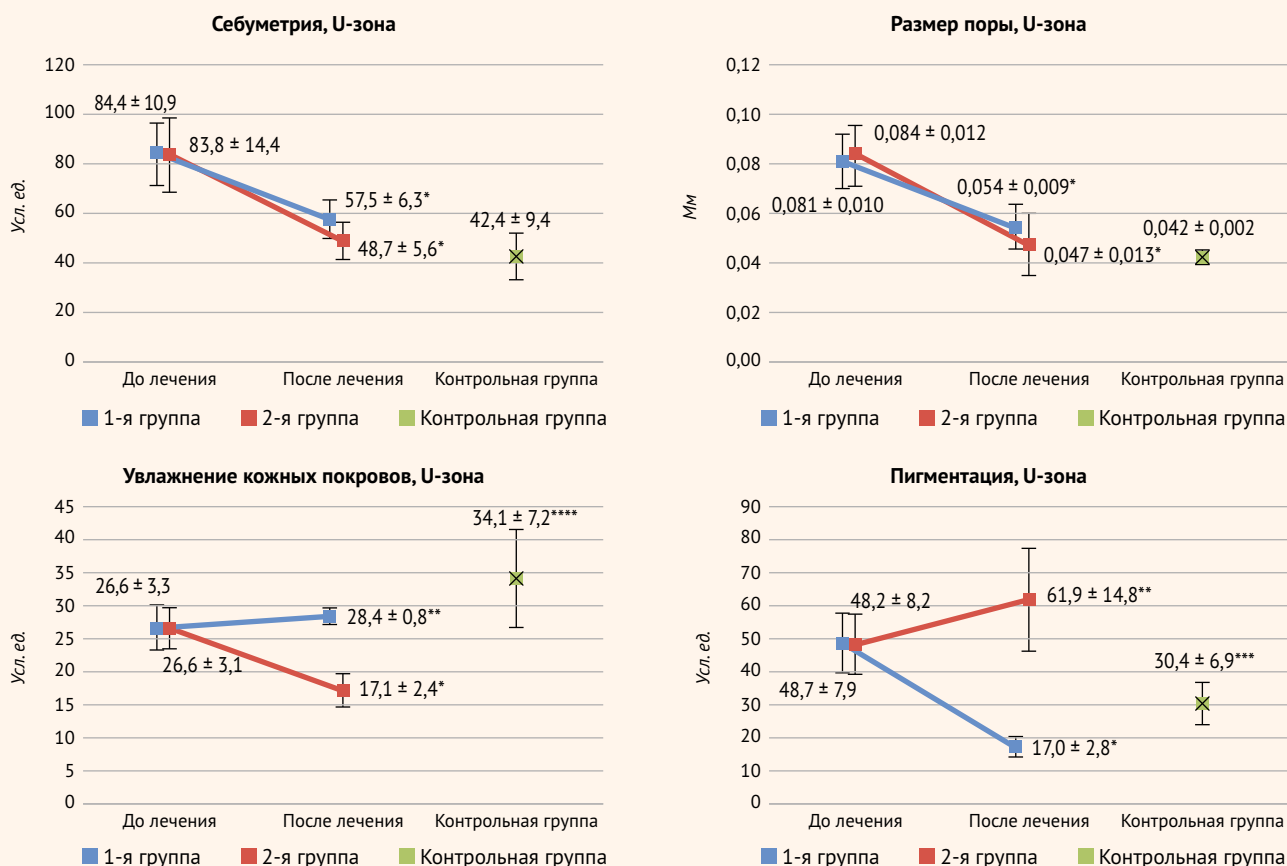 Себуметрия, U-зона
Усл. ед.
120
100
80
60
40
20
0
84,4 ± 10,9
83,8 ± 14,4
57,5 ± 6,3*
48,7 ± 5,6*
42,4 ± 9,4
До лечения После лечения Контрольная группа
1-я группа 2-я группа Контрольная группа
Размер поры, U-зона
Мм
0,12
0,10
0,08
0,06
0,04
0,02
0,00
0,084 ± 0,012
0,081 ± 0,010
0,054 ± 0,009*
0,047 ± 0,013*
0,042 ± 0,002
До лечения После лечения Контрольная группа
1-я группа 2-я группа Контрольная группа
Увлажнение кожных покровов, U-зона
Усл. ед.
45
40
35
30
25
20
15
10
5
0
26,6 ± 3,3
26,6 ± 3,1
28,4 ± 0,8**
17,1 ± 2,4*
34,1 ± 7,2****
До лечения После лечения Контрольная группа
1-я группа 2-я группа Контрольная группа
Пигментация, U-зона
Усл. ед.
90
80
70
60
50
40
30
20
10
0
48,2 ± 8,2
48,7 ± 7,9
61,9 ± 14,8**
17,0 ± 2,8*
30,4 ± 6,9***
До лечения После лечения Контрольная группа
1-я группа 2-я группа Контрольная группа